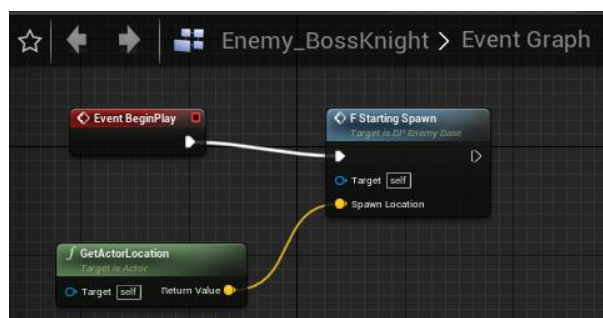 Enemy_BossKnight > Event Graph
Event BeginPlay
F Starting Spawn
Target is BP Enemy Base
Target self
Spawn Location
GetActorLocation
Target is Actor
Target self Return Value